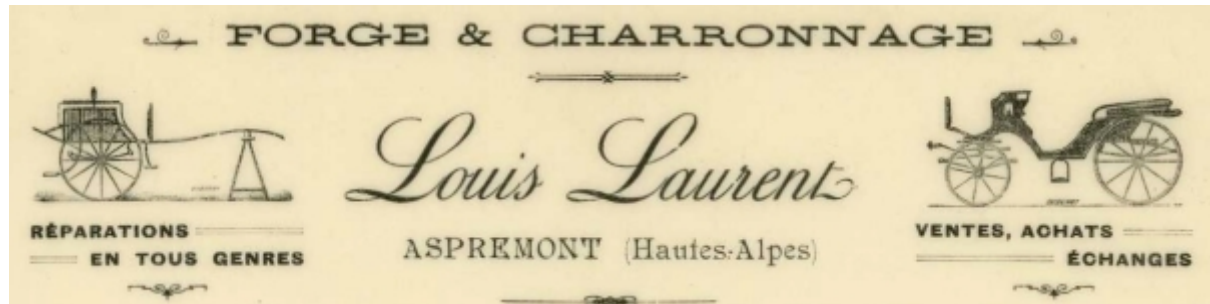 FORGE & CHARRONNAGE
Louis Laurent
ASPREMONT (Hautes-Alpes)
RÉPARATIONS
EN TOUS GENRES
VENTES, ACHATS
ÉCHANGES